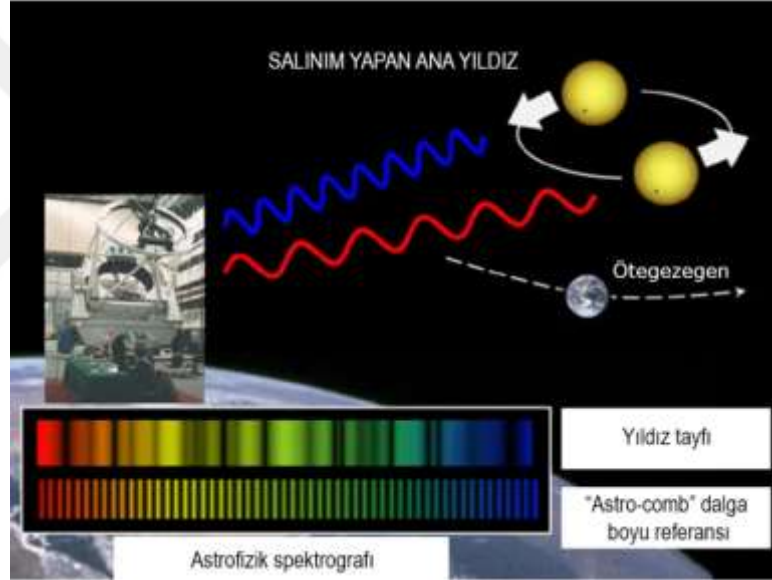 SALINIM YAPAN ANA YILDIZ
Ötegezegen
Yıldız tayfı
"Astro-comb" dalga
boyu referansı
Astrofizik spektrografı